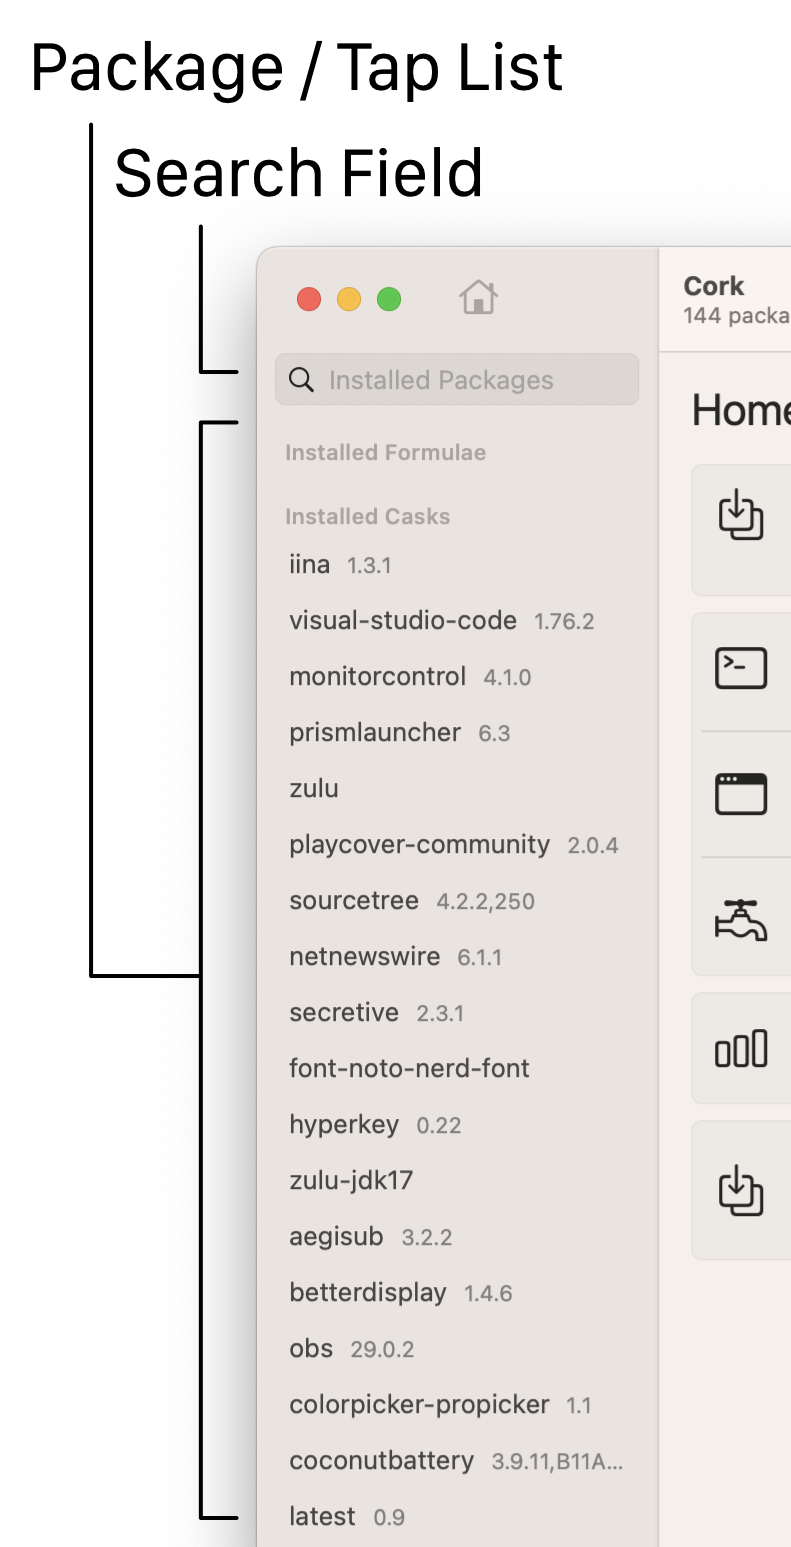 Package / Tap List
Search Field
Cork
144 packa
Installed Packages
Home
Installed Formulae
Installed Casks
iina 1.3.1
visual-studio-code 1.76.2
monitorcontrol 4.1.0
prismlauncher 6.3
zulu
playcover-community 2.0.4
sourcetree 4.2.2,250
netnewswire 6.1.1
secretive 2.3.1
font-noto-nerd-font
hyperkey 0.22
zulu-jdk17
aegisub 3.2.2
betterdisplay 1.4.6
obs 29.0.2
colorpicker-propicker 1.1
coconutbattery 3.9.11,B11A...
latest 0.9